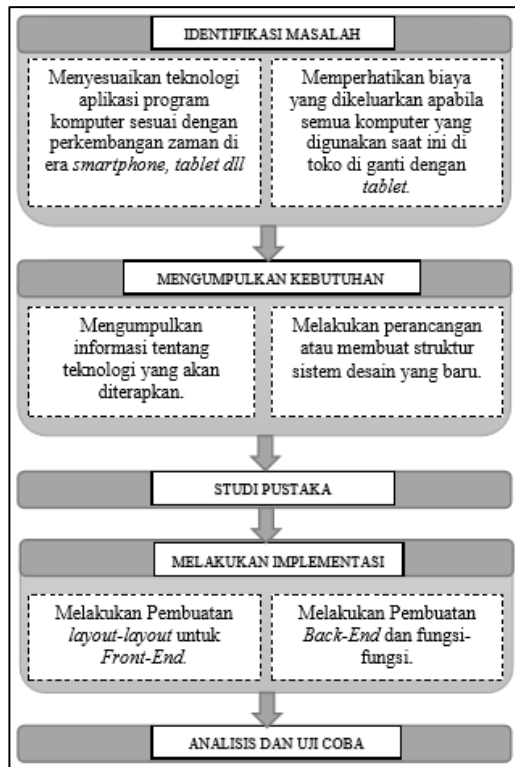 IDENTIFIKASI MASALAH
Menyesuaikan teknologi
aplikasi program
komputer sesuai dengan
perkembangan zaman di
era smartphone, tablet dll
Memperhatikan biaya
yang dikeluarkan apabila
semua komputer yang
digunakan saat ini di
toko di ganti dengan
tablet.
MENGUMPULKAN KEBUTUHAN
Mengumpulkan
informasi tentang
teknologi yang akan
diterapkan.
Melakukan perancangan
atau membuat struktur
sistem desain yang baru.
STUDI PUSTAKA
MELAKUKAN IMPLEMENTASI
Melakukan Pembuatan
layout-layout untuk
Front-End.
Melakukan Pembuatan
Back-End dan fungsi-
fungsi.
ANALISIS DAN UJI COBA